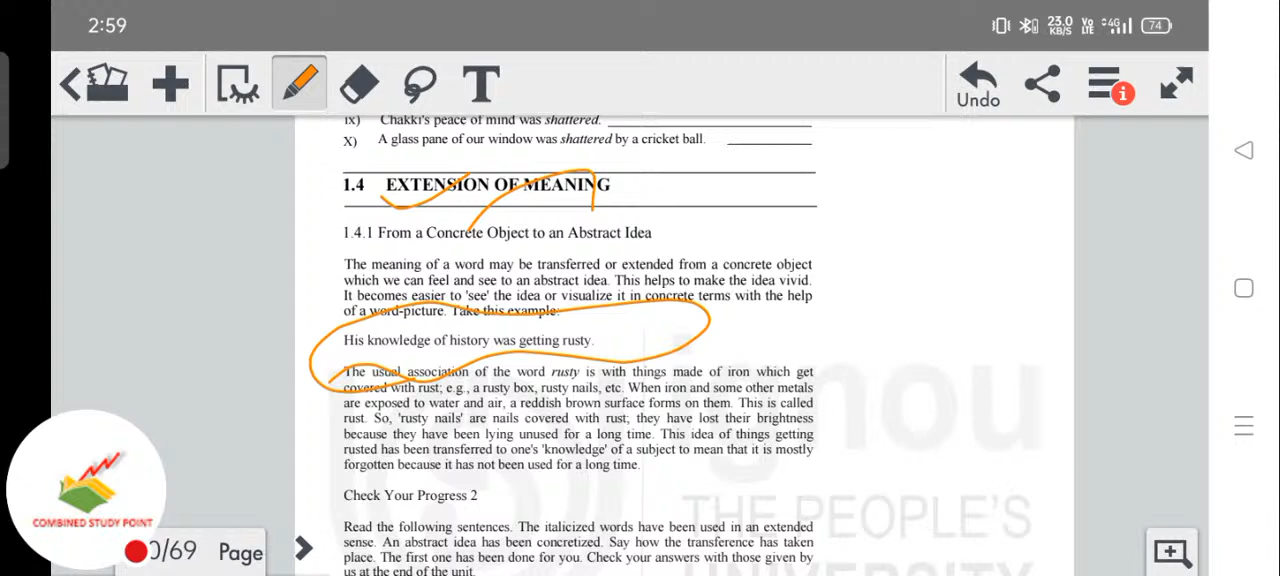 2:59
23.0
KB/S
Vo
LTE
4G
74
T
Undo
i
ix) Chakki's peace of mind was shattered.
X) A glass pane of our window was shattered by a cricket ball.
1.4 EXTENSION OF MEANING
1.4.1 From a Concrete Object to an Abstract Idea
The meaning of a word may be transferred or extended from a concrete object
which we can feel and see to an abstract idea. This helps to make the idea vivid.
It becomes easier to 'see' the idea or visualize it in concrete terms with the help
of a word-picture. Take this example:
His knowledge of history was getting rusty.
The usual association of the word rusty is with things made of iron which get
covered with rust; e.g., a rusty box, rusty nails, etc. When iron and some other metals
are exposed to water and air, a reddish brown surface forms on them. This is called
rust. So, 'rusty nails' are nails covered with rust; they have lost their brightness
because they have been lying unused for a long time. This idea of things getting
rusted has been transferred to one's 'knowledge' of a subject to mean that it is mostly
forgotten because it has not been used for a long time.
Check Your Progress 2
Read the following sentences. The italicized words have been used in an extended
sense. An abstract idea has been concretized. Say how the transference has taken
place. The first one has been done for you. Check your answers with those given by
us at the end of the unit.
ignou
THE PEOPLE'S
UNIVERSITY
COMBINED STUDY POINT
0/69 Page